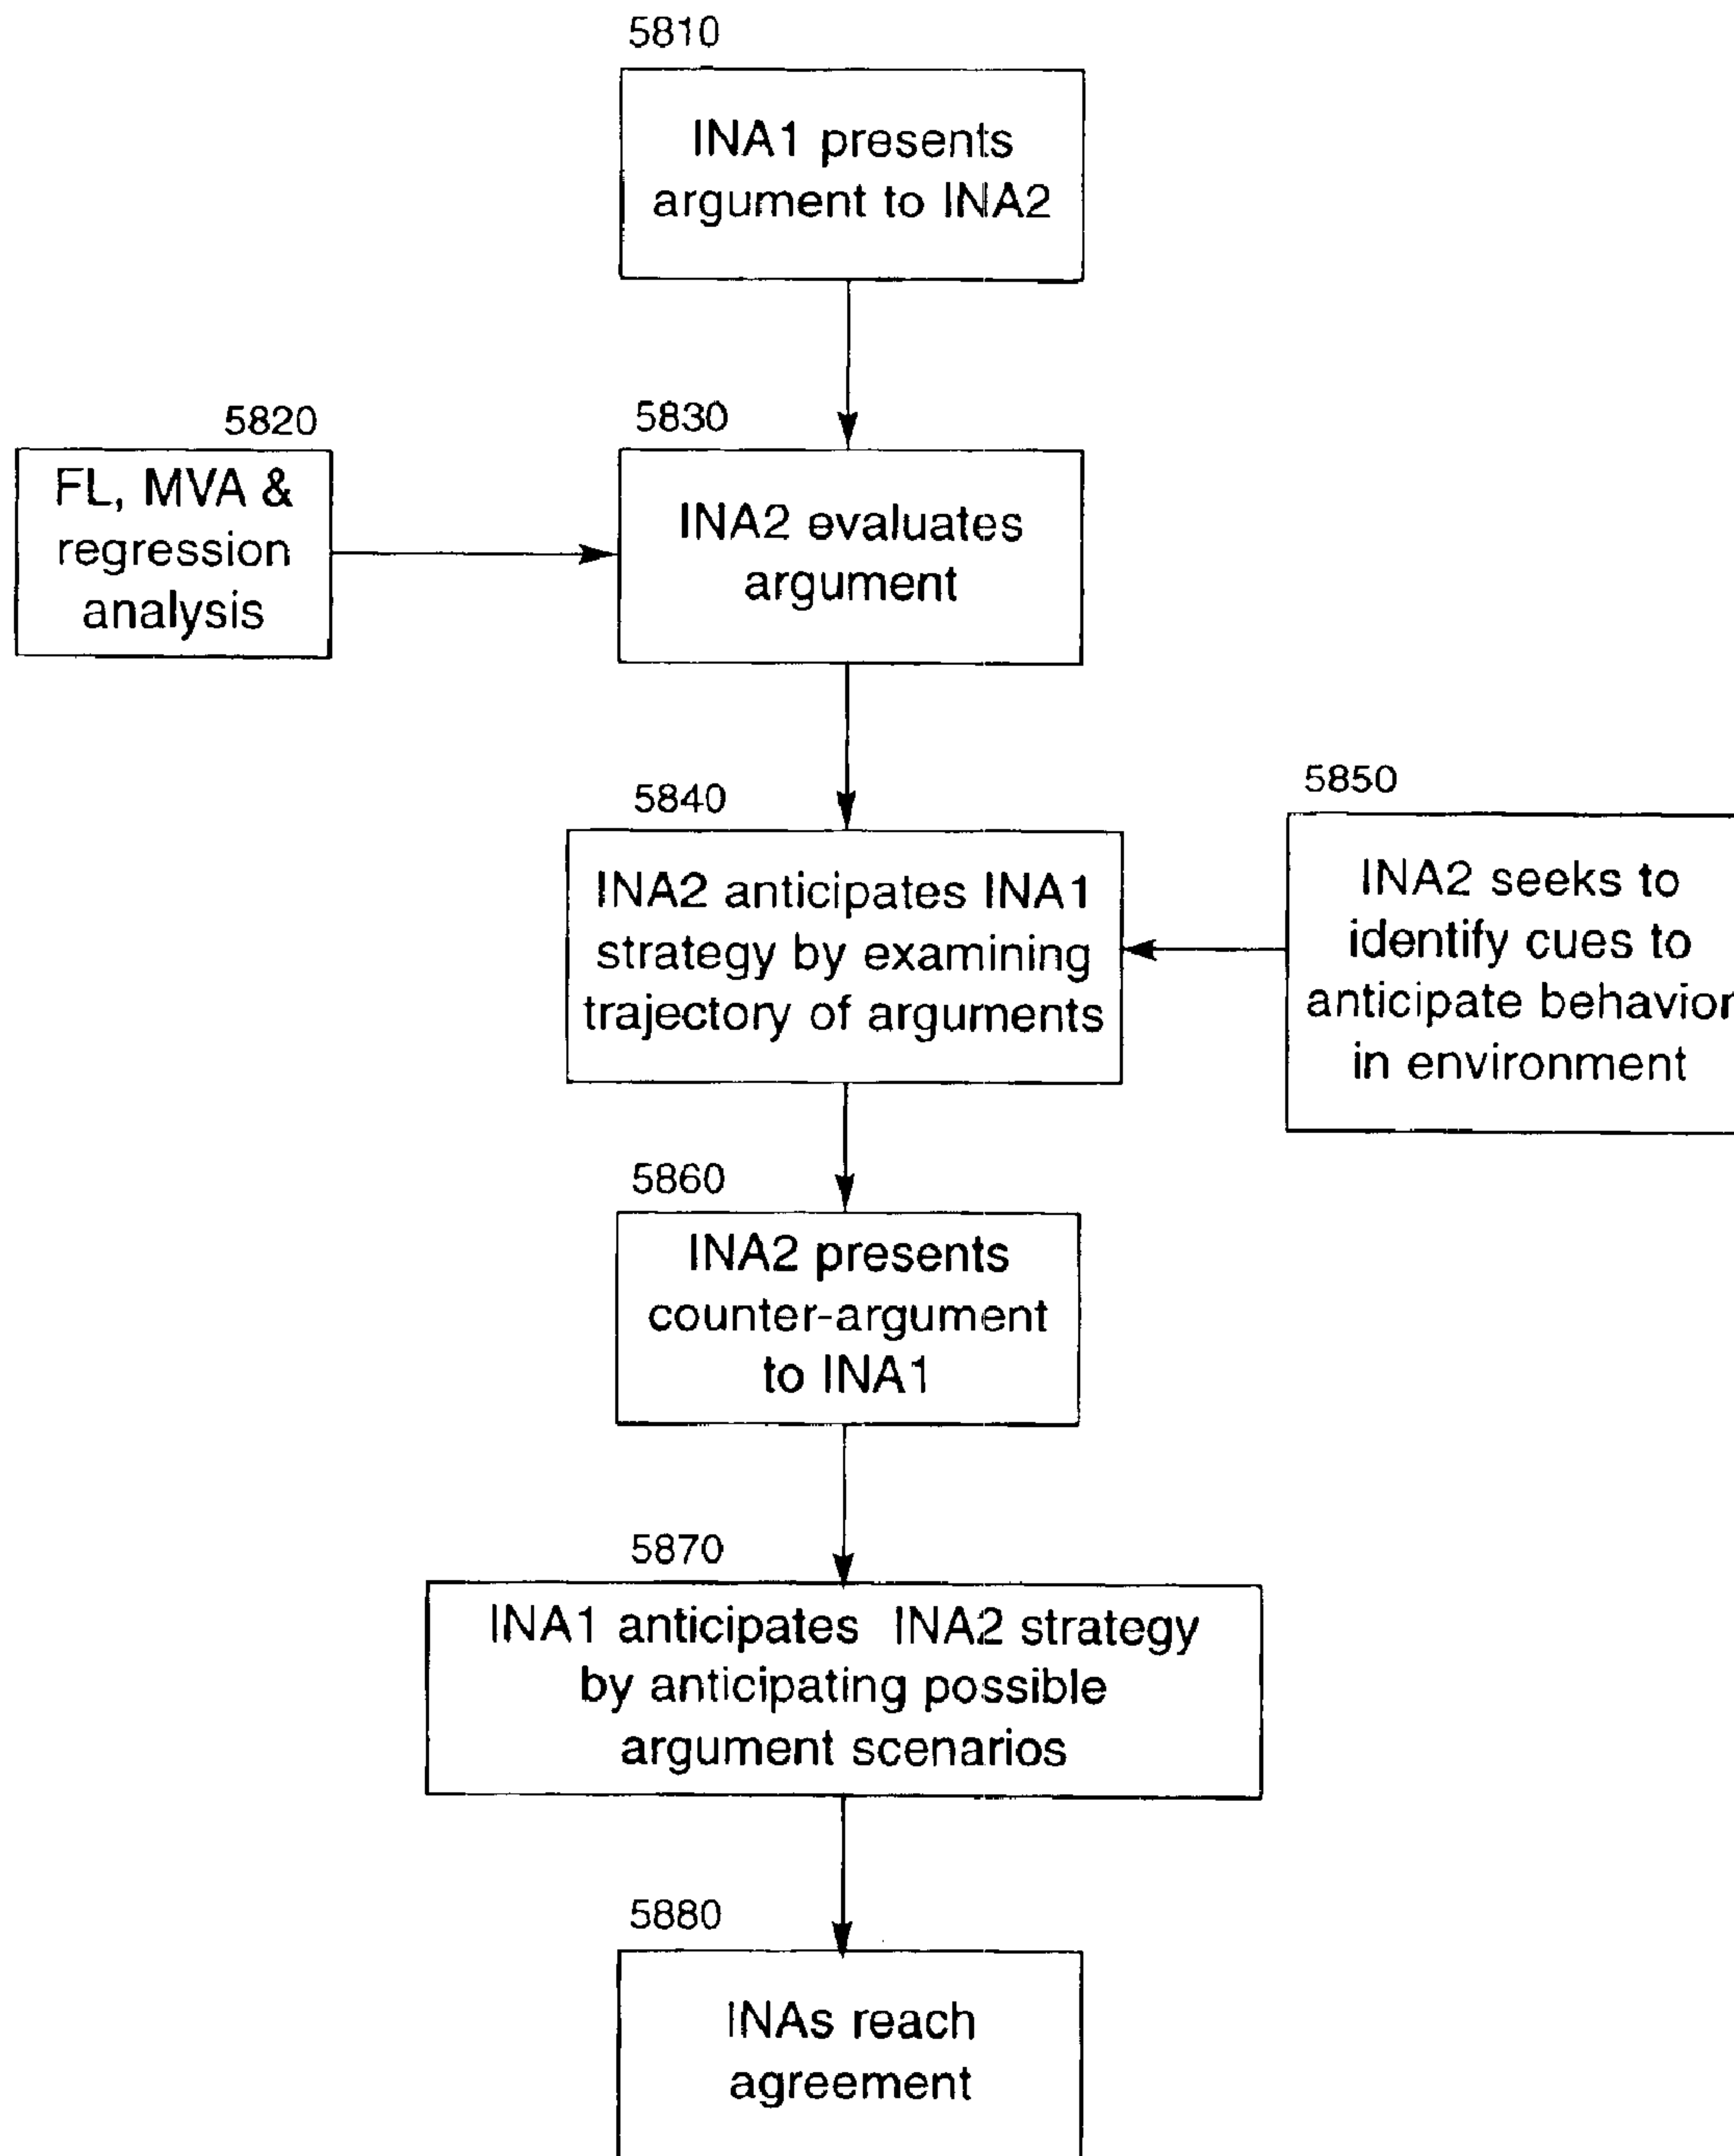 5810
INA1 presents
argument to INA2
5820
FL, MVA &
regression
analysis
5830
INA2 evaluates
argument
5840
INA2 anticipates INA1
strategy by examining
trajectory of arguments
5850
INA2 seeks to
identify cues to
anticipate behavior
in environment
5860
INA2 presents
counter-argument
to INA1
5870
INA1 anticipates INA2 strategy
by anticipating possible
argument scenarios
5880
INAs reach
agreement